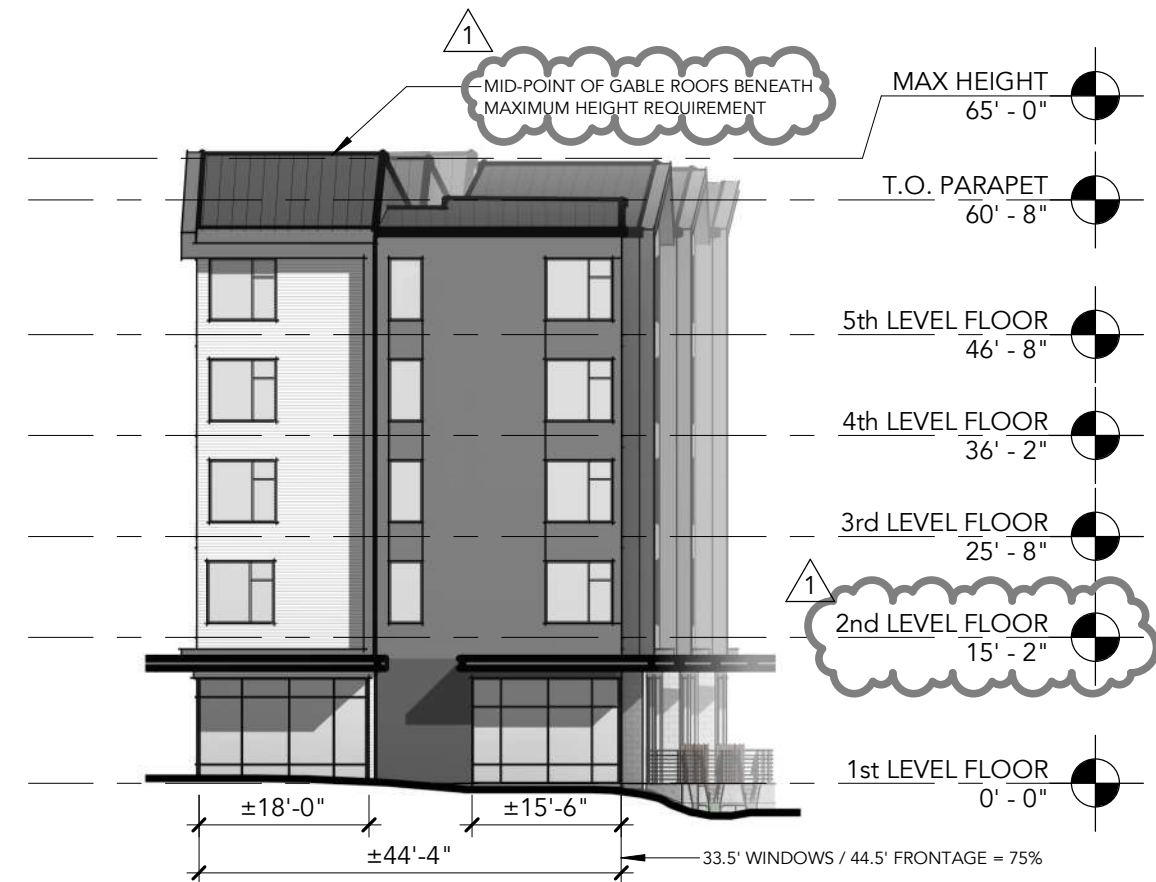 1
MID-POINT OF GABLE ROOFS BENEATH
MAXIMUM HEIGHT REQUIREMENT
MAX HEIGHT
65' - 0"
T.O. PARAPET
60' - 8"
5th LEVEL FLOOR
46' - 8"
4th LEVEL FLOOR
36' - 2"
3rd LEVEL FLOOR
25' - 8"
1
2nd LEVEL FLOOR
15' - 2"
1st LEVEL FLOOR
0' - 0"
±18'-0"
±15'-6"
±44'-4"
33.5' WINDOWS / 44.5' FRONTAGE = 75%